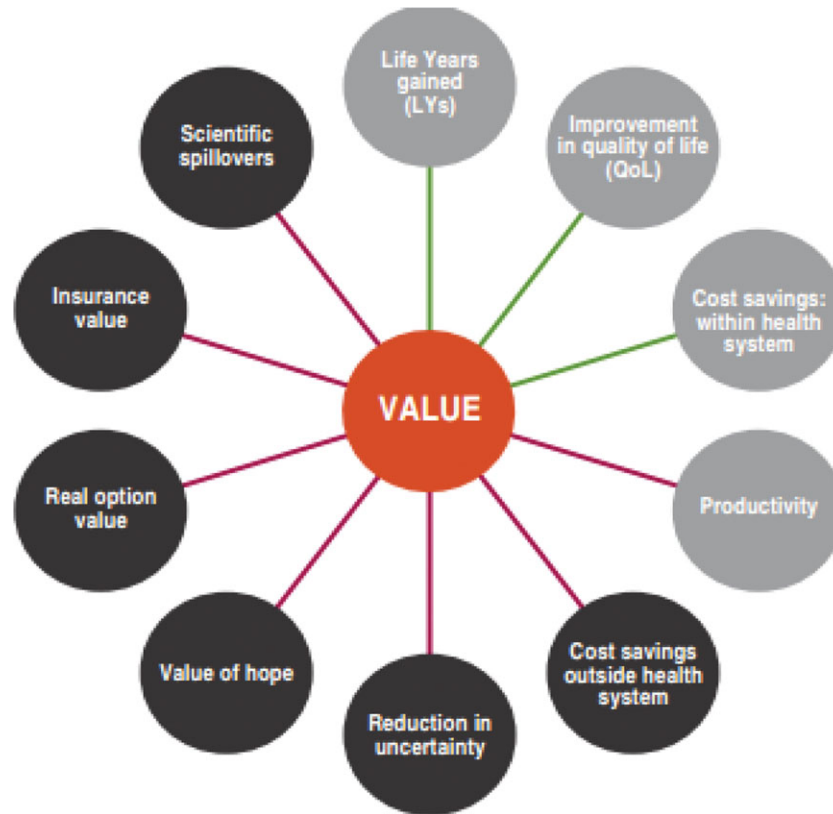 Life Years
gained
(LYs)
Improvement
in quality of life
(QoL)
Cost savings:
within health
system
Productivity
Cost savings
outside health
system
Reduction in
uncertainty
Value of hope
Real option
value
Insurance
value
Scientific
spillovers
VALUE